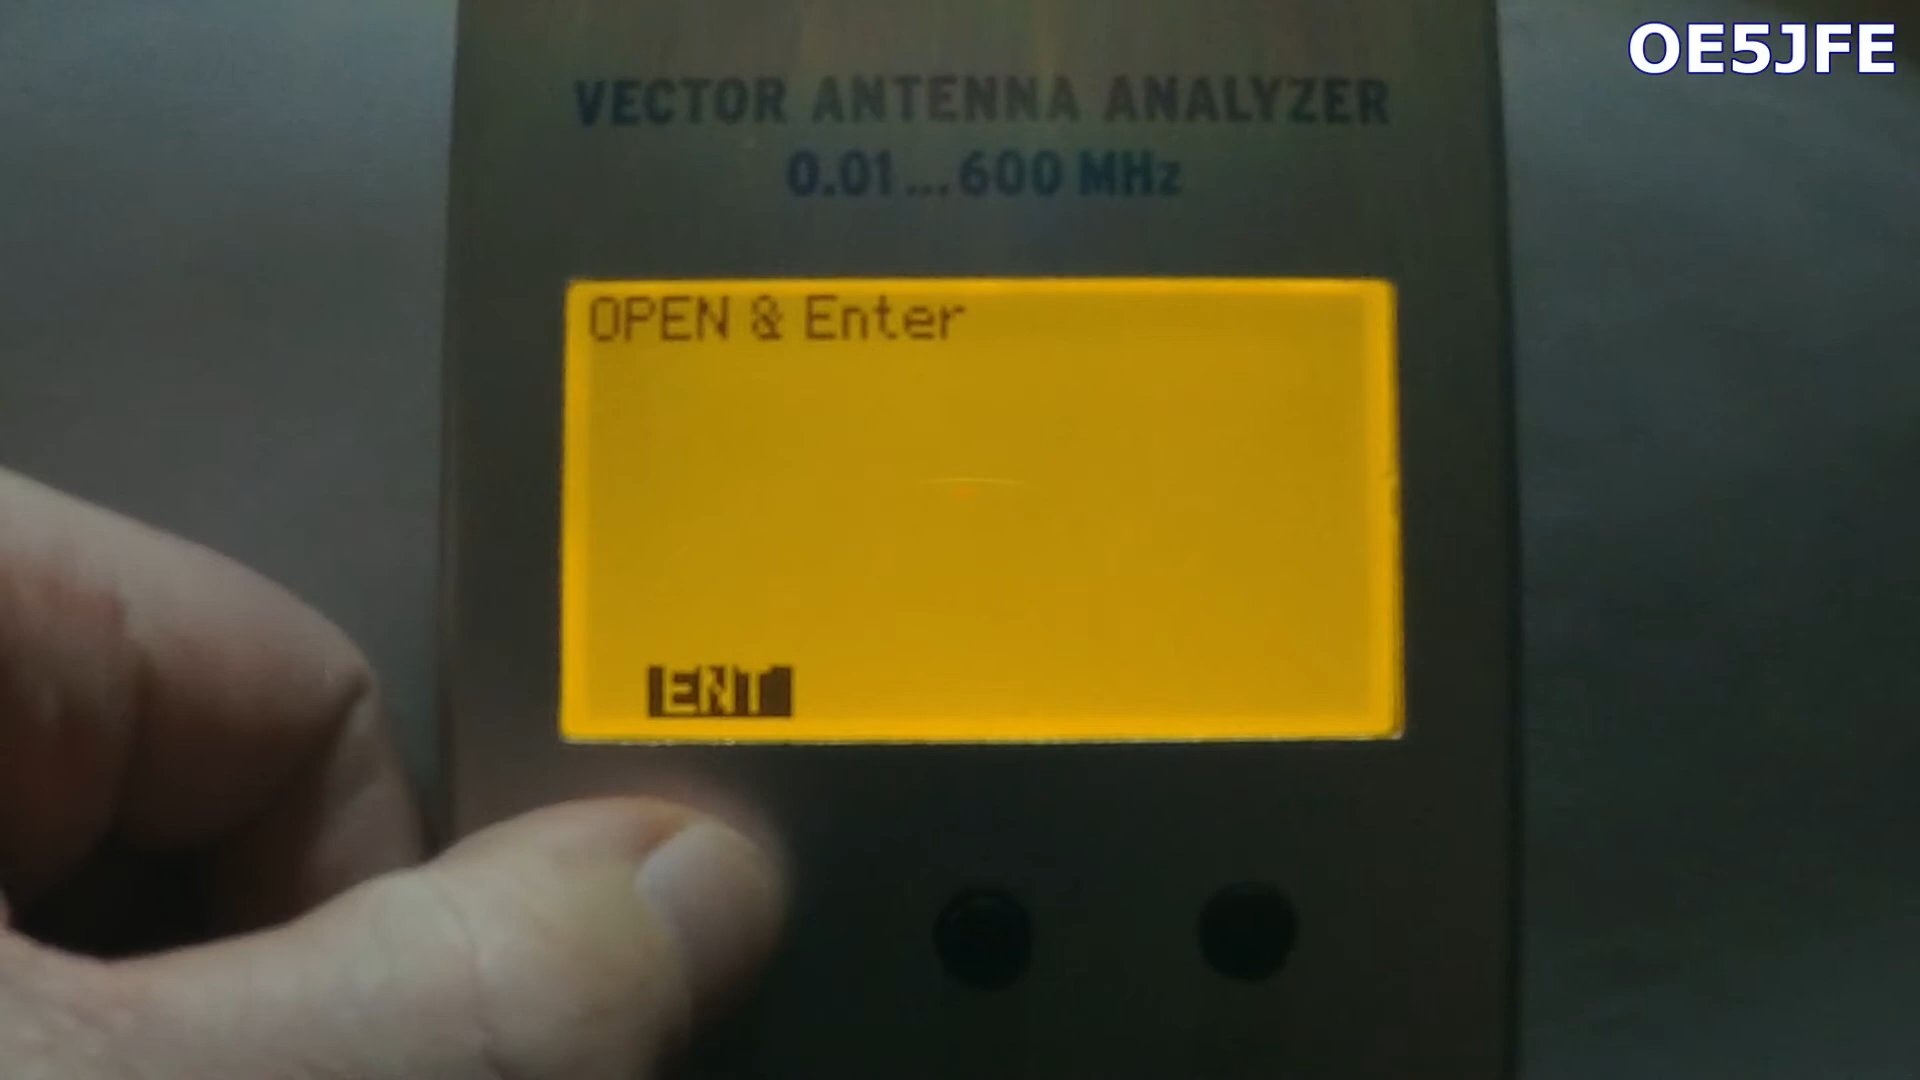 OE5JFE
VECTOR ANTENNA ANALYZER
0.01...600 MHz
OPEN & Enter
ENT